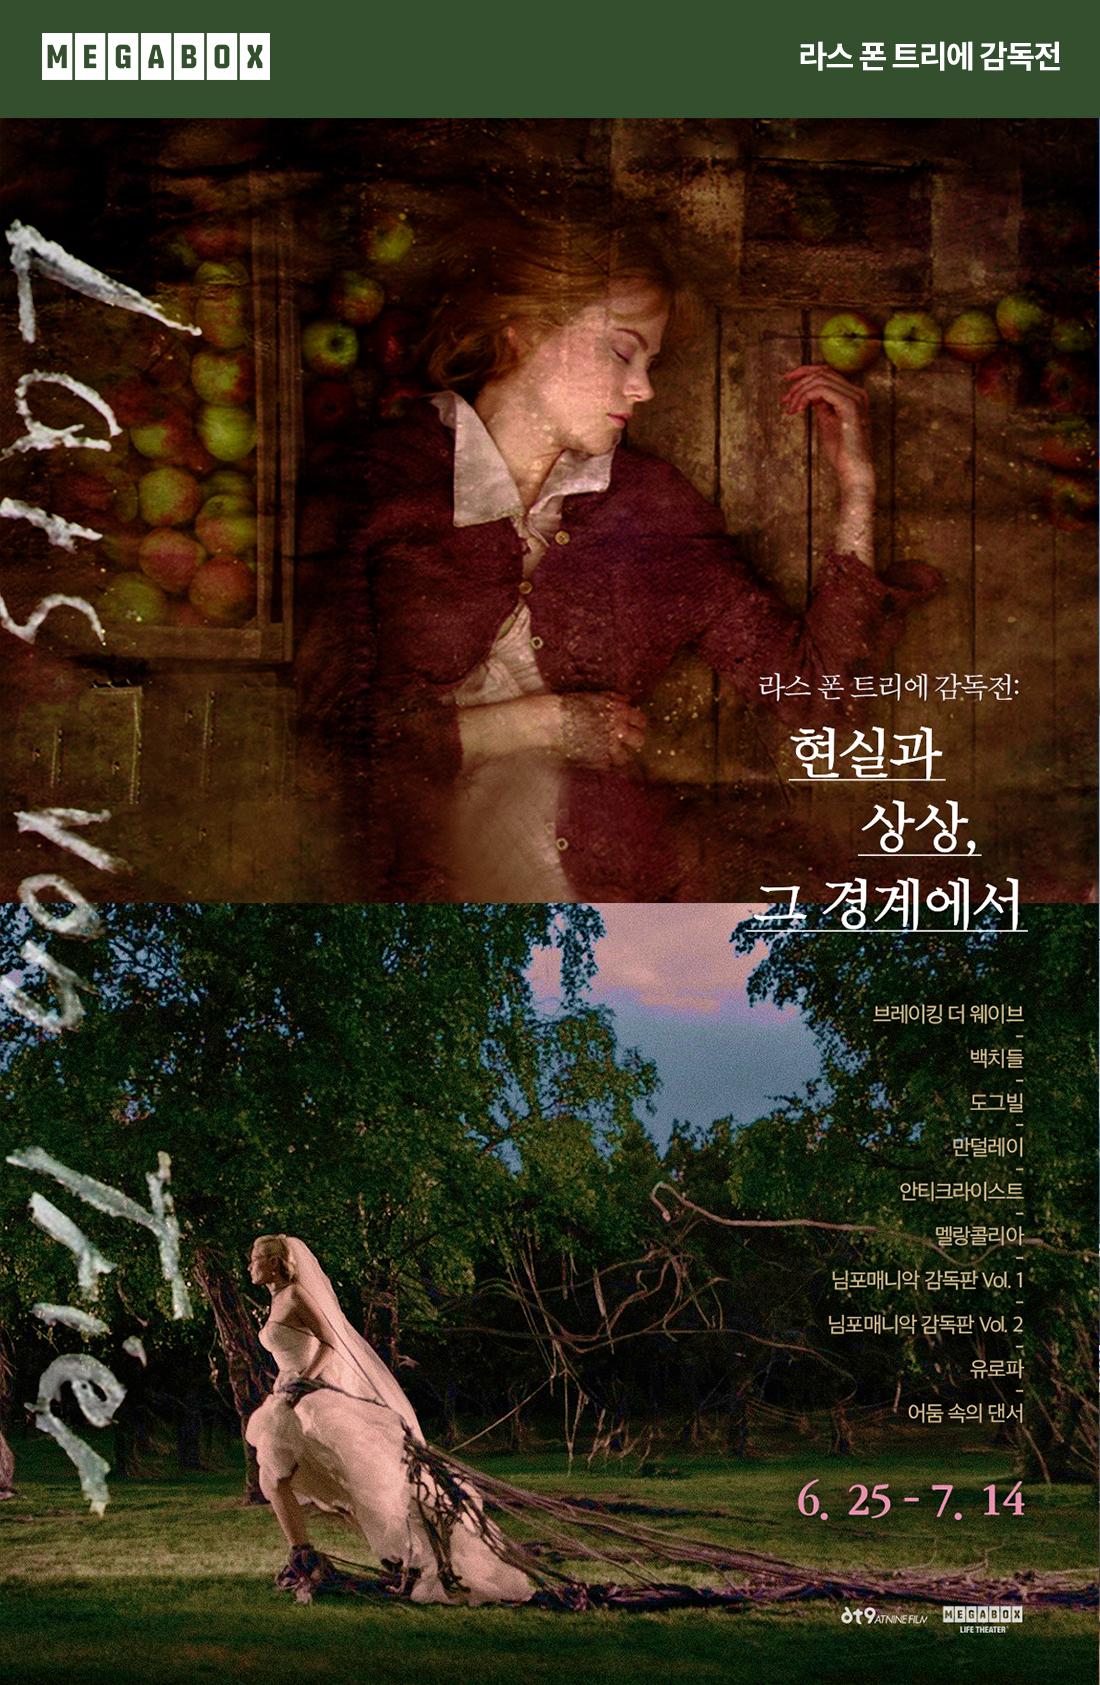 MEGABOX
라스 폰 트리에 감독전
Lars von Trier
라스 폰 트리에 감독전:
현실과
상상,
그 경계에서
브레이킹 더 웨이브
-
백치들
-
도그빌
-
만덜레이
-
안티크라이스트
-
멜랑콜리아
-
님포매니악 감독판 Vol. 1
-
님포매니악 감독판 Vol. 2
-
유로파
-
어둠 속의 댄서
6. 25 - 7. 14
at9 ATNINE FILM
MEGABOX
LIFE THEATER